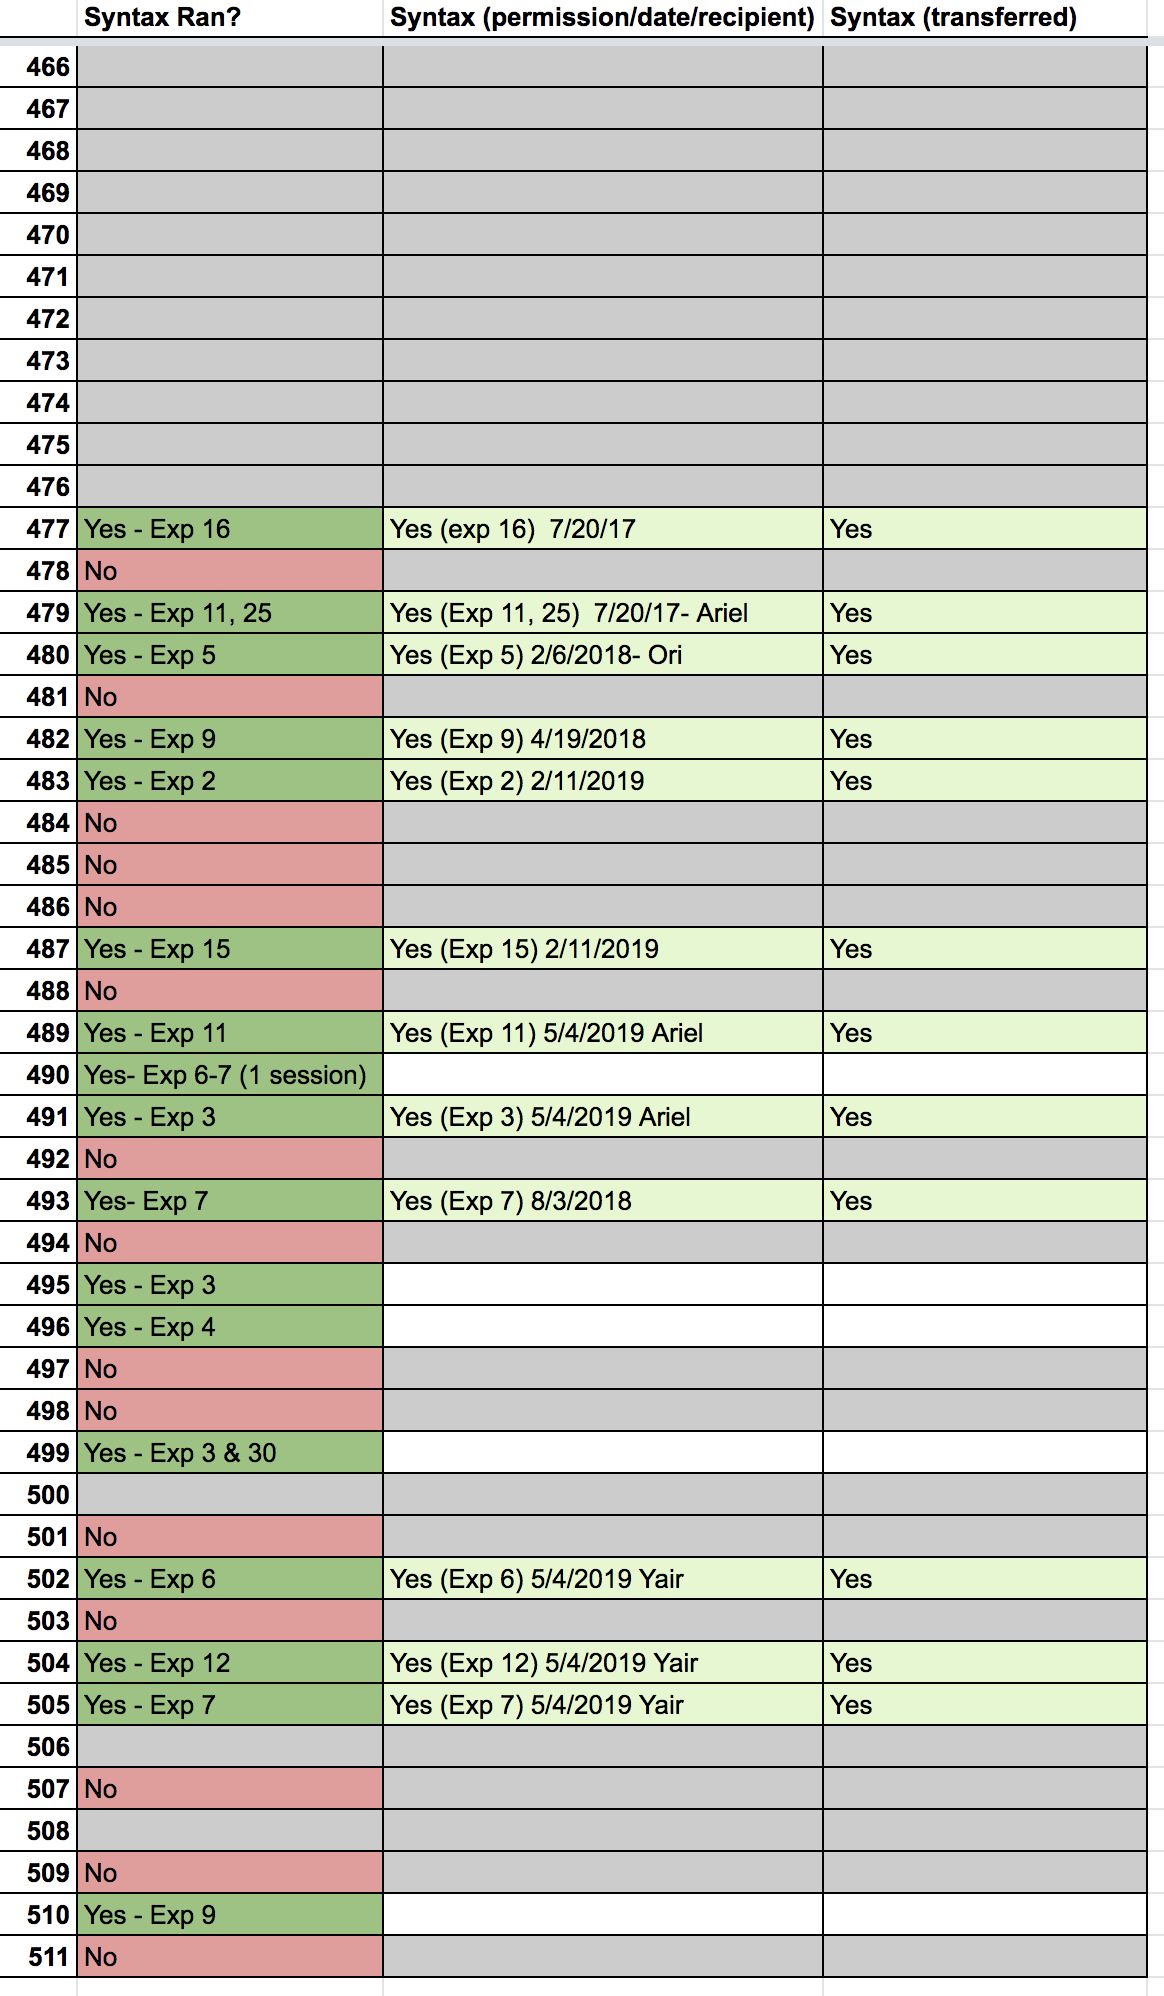 Syntax Ran? Syntax (permission/date/recipient) Syntax (transferred)
466
467
468
469
470
471
472
473
474
475
476
477 Yes - Exp 16 Yes (exp 16)  7/20/17 Yes
478 No
479 Yes - Exp 11, 25 Yes (Exp 11, 25)  7/20/17- Ariel Yes
480 Yes - Exp 5 Yes (Exp 5) 2/6/2018- Ori Yes
481 No
482 Yes - Exp 9 Yes (Exp 9) 4/19/2018 Yes
483 Yes - Exp 2 Yes (Exp 2) 2/11/2019 Yes
484 No
485 No
486 No
487 Yes - Exp 15 Yes (Exp 15) 2/11/2019 Yes
488 No
489 Yes - Exp 11 Yes (Exp 11) 5/4/2019 Ariel Yes
490 Yes- Exp 6-7 (1 session)
491 Yes - Exp 3 Yes (Exp 3) 5/4/2019 Ariel Yes
492 No
493 Yes- Exp 7 Yes (Exp 7) 8/3/2018 Yes
494 No
495 Yes - Exp 3
496 Yes - Exp 4
497 No
498 No
499 Yes - Exp 3 & 30
500
501 No
502 Yes - Exp 6 Yes (Exp 6) 5/4/2019 Yair Yes
503 No
504 Yes - Exp 12 Yes (Exp 12) 5/4/2019 Yair Yes
505 Yes - Exp 7 Yes (Exp 7) 5/4/2019 Yair Yes
506
507 No
508
509 No
510 Yes - Exp 9
511 No